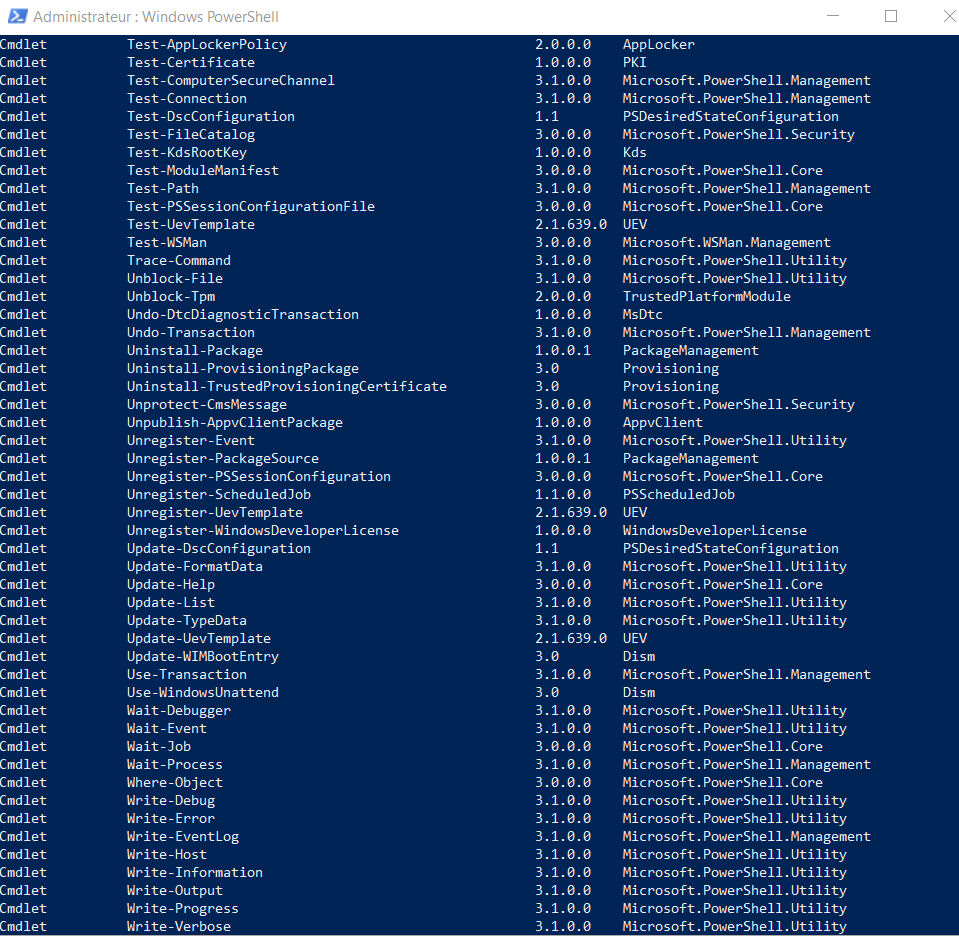 Administrateur : Windows PowerShell
Cmdlet Test-AppLockerPolicy 2.0.0.0 AppLocker
Cmdlet Test-Certificate 1.0.0.0 PKI
Cmdlet Test-ComputerSecureChannel 3.1.0.0 Microsoft.PowerShell.Management
Cmdlet Test-Connection 3.1.0.0 Microsoft.PowerShell.Management
Cmdlet Test-DscConfiguration 1.1 PSDesiredStateConfiguration
Cmdlet Test-FileCatalog 3.0.0.0 Microsoft.PowerShell.Security
Cmdlet Test-KdsRootKey 1.0.0.0 Kds
Cmdlet Test-ModuleManifest 3.0.0.0 Microsoft.PowerShell.Core
Cmdlet Test-Path 3.1.0.0 Microsoft.PowerShell.Management
Cmdlet Test-PSSessionConfigurationFile 3.0.0.0 Microsoft.PowerShell.Core
Cmdlet Test-UevTemplate 2.1.639.0 UEV
Cmdlet Test-WSMan 3.0.0.0 Microsoft.WSMan.Management
Cmdlet Trace-Command 3.1.0.0 Microsoft.PowerShell.Utility
Cmdlet Unblock-File 3.1.0.0 Microsoft.PowerShell.Utility
Cmdlet Unblock-Tpm 2.0.0.0 TrustedPlatformModule
Cmdlet Undo-DtcDiagnosticTransaction 1.0.0.0 MsDtc
Cmdlet Undo-Transaction 3.1.0.0 Microsoft.PowerShell.Management
Cmdlet Uninstall-Package 1.0.0.1 PackageManagement
Cmdlet Uninstall-ProvisioningPackage 3.0 Provisioning
Cmdlet Uninstall-TrustedProvisioningCertificate 3.0 Provisioning
Cmdlet Unprotect-CmsMessage 3.0.0.0 Microsoft.PowerShell.Security
Cmdlet Unpublish-AppvClientPackage 1.0.0.0 AppvClient
Cmdlet Unregister-Event 3.1.0.0 Microsoft.PowerShell.Utility
Cmdlet Unregister-PackageSource 1.0.0.1 PackageManagement
Cmdlet Unregister-PSSessionConfiguration 3.0.0.0 Microsoft.PowerShell.Core
Cmdlet Unregister-ScheduledJob 1.1.0.0 PSScheduledJob
Cmdlet Unregister-UevTemplate 2.1.639.0 UEV
Cmdlet Unregister-WindowsDeveloperLicense 1.0.0.0 WindowsDeveloperLicense
Cmdlet Update-DscConfiguration 1.1 PSDesiredStateConfiguration
Cmdlet Update-FormatData 3.1.0.0 Microsoft.PowerShell.Utility
Cmdlet Update-Help 3.0.0.0 Microsoft.PowerShell.Core
Cmdlet Update-List 3.1.0.0 Microsoft.PowerShell.Utility
Cmdlet Update-TypeData 3.1.0.0 Microsoft.PowerShell.Utility
Cmdlet Update-UevTemplate 2.1.639.0 UEV
Cmdlet Update-WIMBootEntry 3.0 Dism
Cmdlet Use-Transaction 3.1.0.0 Microsoft.PowerShell.Management
Cmdlet Use-WindowsUnattend 3.0 Dism
Cmdlet Wait-Debugger 3.1.0.0 Microsoft.PowerShell.Utility
Cmdlet Wait-Event 3.1.0.0 Microsoft.PowerShell.Utility
Cmdlet Wait-Job 3.0.0.0 Microsoft.PowerShell.Core
Cmdlet Wait-Process 3.1.0.0 Microsoft.PowerShell.Management
Cmdlet Where-Object 3.0.0.0 Microsoft.PowerShell.Core
Cmdlet Write-Debug 3.1.0.0 Microsoft.PowerShell.Utility
Cmdlet Write-Error 3.1.0.0 Microsoft.PowerShell.Utility
Cmdlet Write-EventLog 3.1.0.0 Microsoft.PowerShell.Management
Cmdlet Write-Host 3.1.0.0 Microsoft.PowerShell.Utility
Cmdlet Write-Information 3.1.0.0 Microsoft.PowerShell.Utility
Cmdlet Write-Output 3.1.0.0 Microsoft.PowerShell.Utility
Cmdlet Write-Progress 3.1.0.0 Microsoft.PowerShell.Utility
Cmdlet Write-Verbose 3.1.0.0 Microsoft.PowerShell.Utility